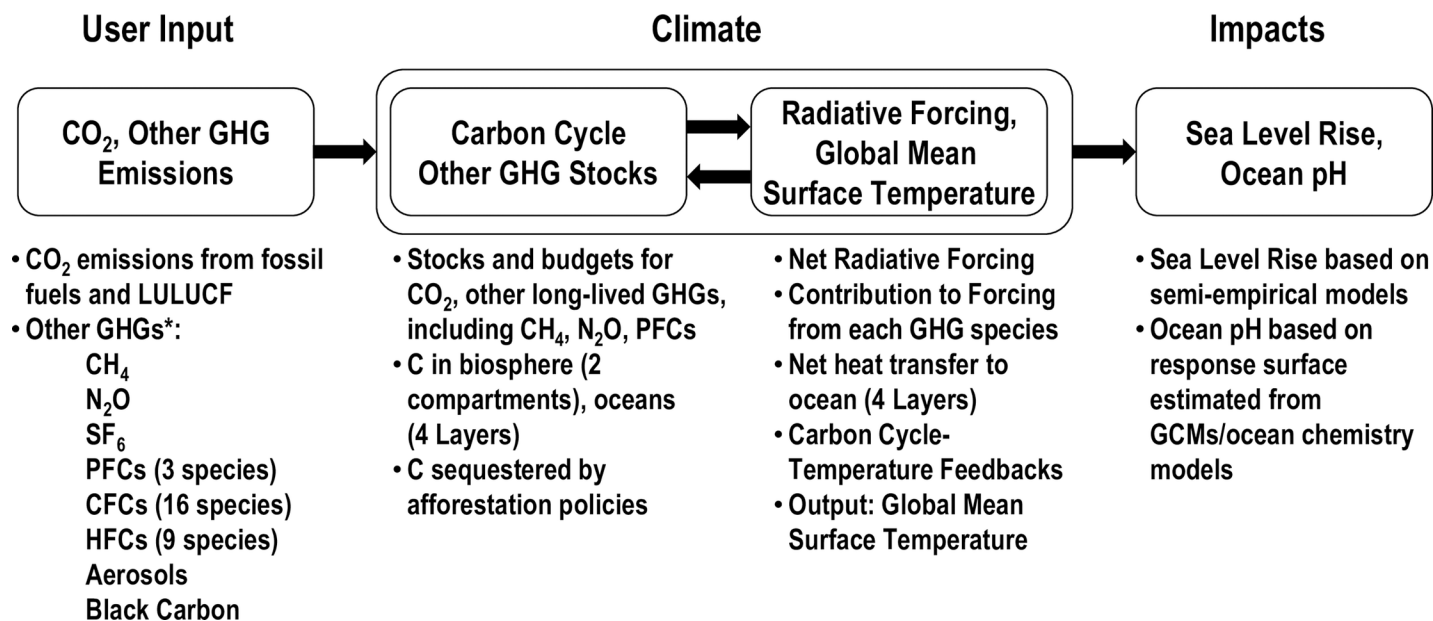 User Input
Climate
Impacts
CO₂, Other GHG
Emissions
Carbon Cycle
Other GHG Stocks
Radiative Forcing,
Global Mean
Surface Temperature
Sea Level Rise,
Ocean pH
• CO₂ emissions from fossil
fuels and LULUCF
• Other GHGs*:
CH₄
N₂O
SF₆
PFCs (3 species)
CFCs (16 species)
HFCs (9 species)
Aerosols
Black Carbon
• Stocks and budgets for
CO₂, other long-lived GHGs,
including CH₄, N₂O, PFCs
• C in biosphere (2
compartments), oceans
(4 Layers)
• C sequestered by
afforestation policies
• Net Radiative Forcing
• Contribution to Forcing
from each GHG species
• Net heat transfer to
ocean (4 Layers)
• Carbon Cycle-
Temperature Feedbacks
• Output: Global Mean
Surface Temperature
• Sea Level Rise based on
semi-empirical models
• Ocean pH based on
response surface
estimated from
GCMs/ocean chemistry
models